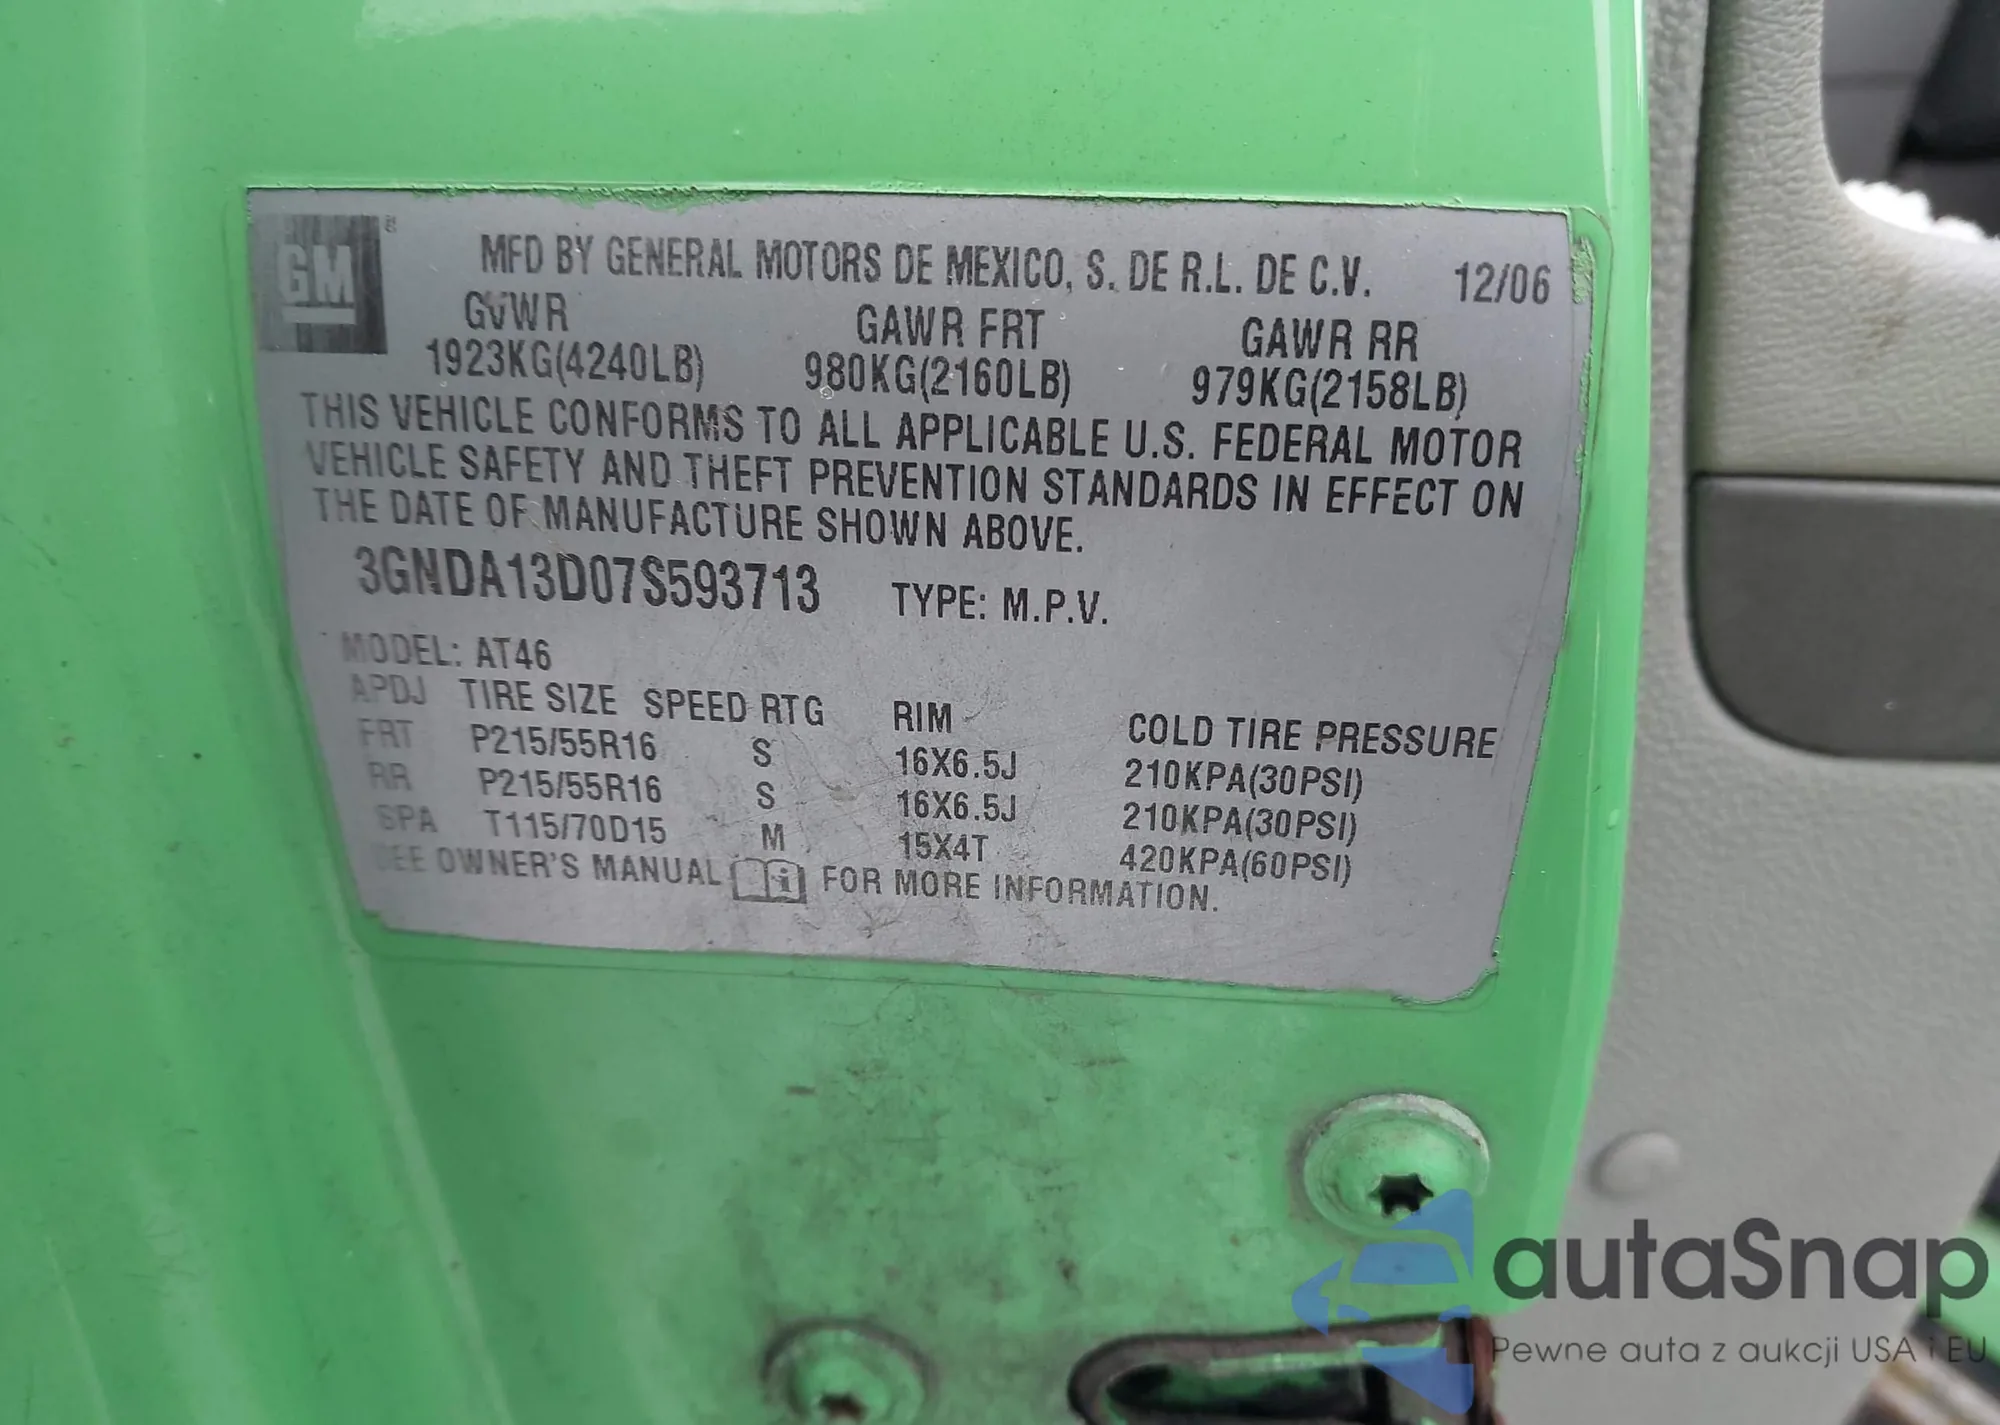 GM®
MFD BY GENERAL MOTORS DE MEXICO, S. DE R.L. DE C.V. 12/06
GVWR GAWR FRT GAWR RR
1923KG(4240LB) 980KG(2160LB) 979KG(2158LB)
THIS VEHICLE CONFORMS TO ALL APPLICABLE U.S. FEDERAL MOTOR
VEHICLE SAFETY AND THEFT PREVENTION STANDARDS IN EFFECT ON
THE DATE OF MANUFACTURE SHOWN ABOVE.
3GNDA13D07S593713 TYPE: M.P.V.
MODEL: AT46
APDJ TIRE SIZE SPEED RTG RIM COLD TIRE PRESSURE
FRT P215/55R16 S 16X6.5J 210KPA(30PSI)
RR P215/55R16 S 16X6.5J 210KPA(30PSI)
SPA T115/70D15 M 15X4T 420KPA(60PSI)
SEE OWNER'S MANUAL FOR MORE INFORMATION.
autaSnap
Pewne auta z aukcji USA i EU